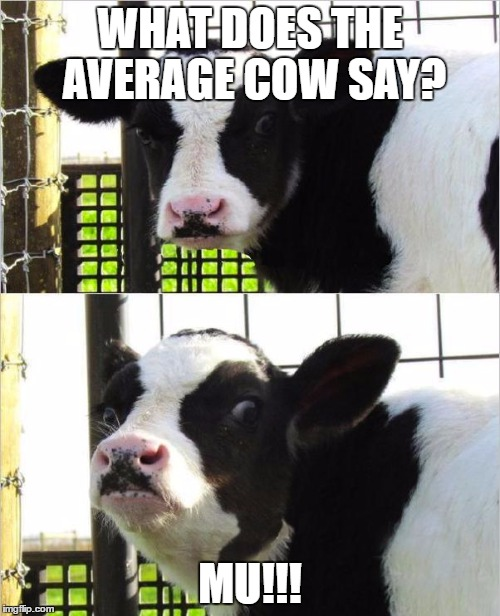 WHAT DOES THE
AVERAGE COW SAY?
MU!!!
imgflip.com